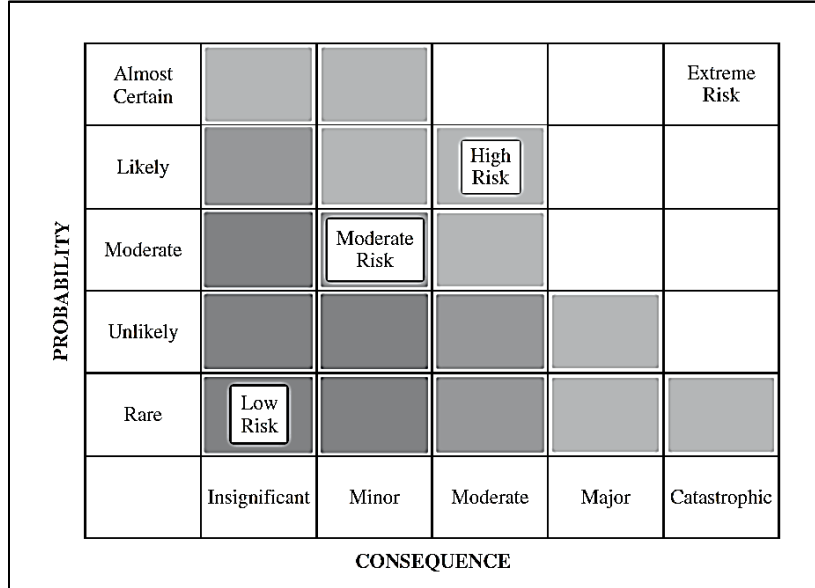 Almost
Certain
Extreme
Risk
Likely
High
Risk
PROBABILITY
Moderate
Moderate
Risk
Unlikely
Rare
Low
Risk
Insignificant
Minor
Moderate
Major
Catastrophic
CONSEQUENCE